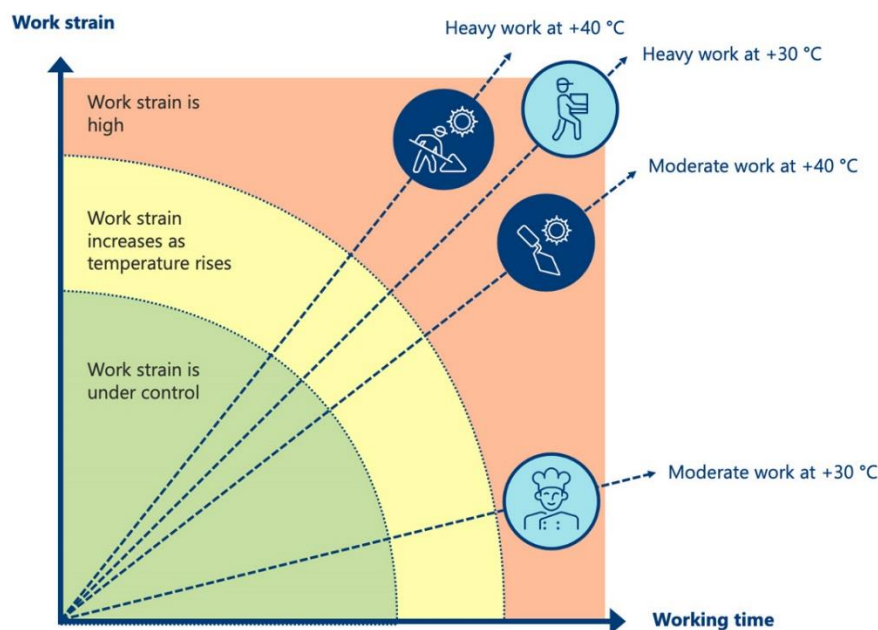 Work strain
Heavy work at +40 °C
Heavy work at +30 °C
Work strain is
high
Moderate work at +40 °C
Work strain
increases as
temperature rises
Work strain is
under control
Moderate work at +30 °C
Working time